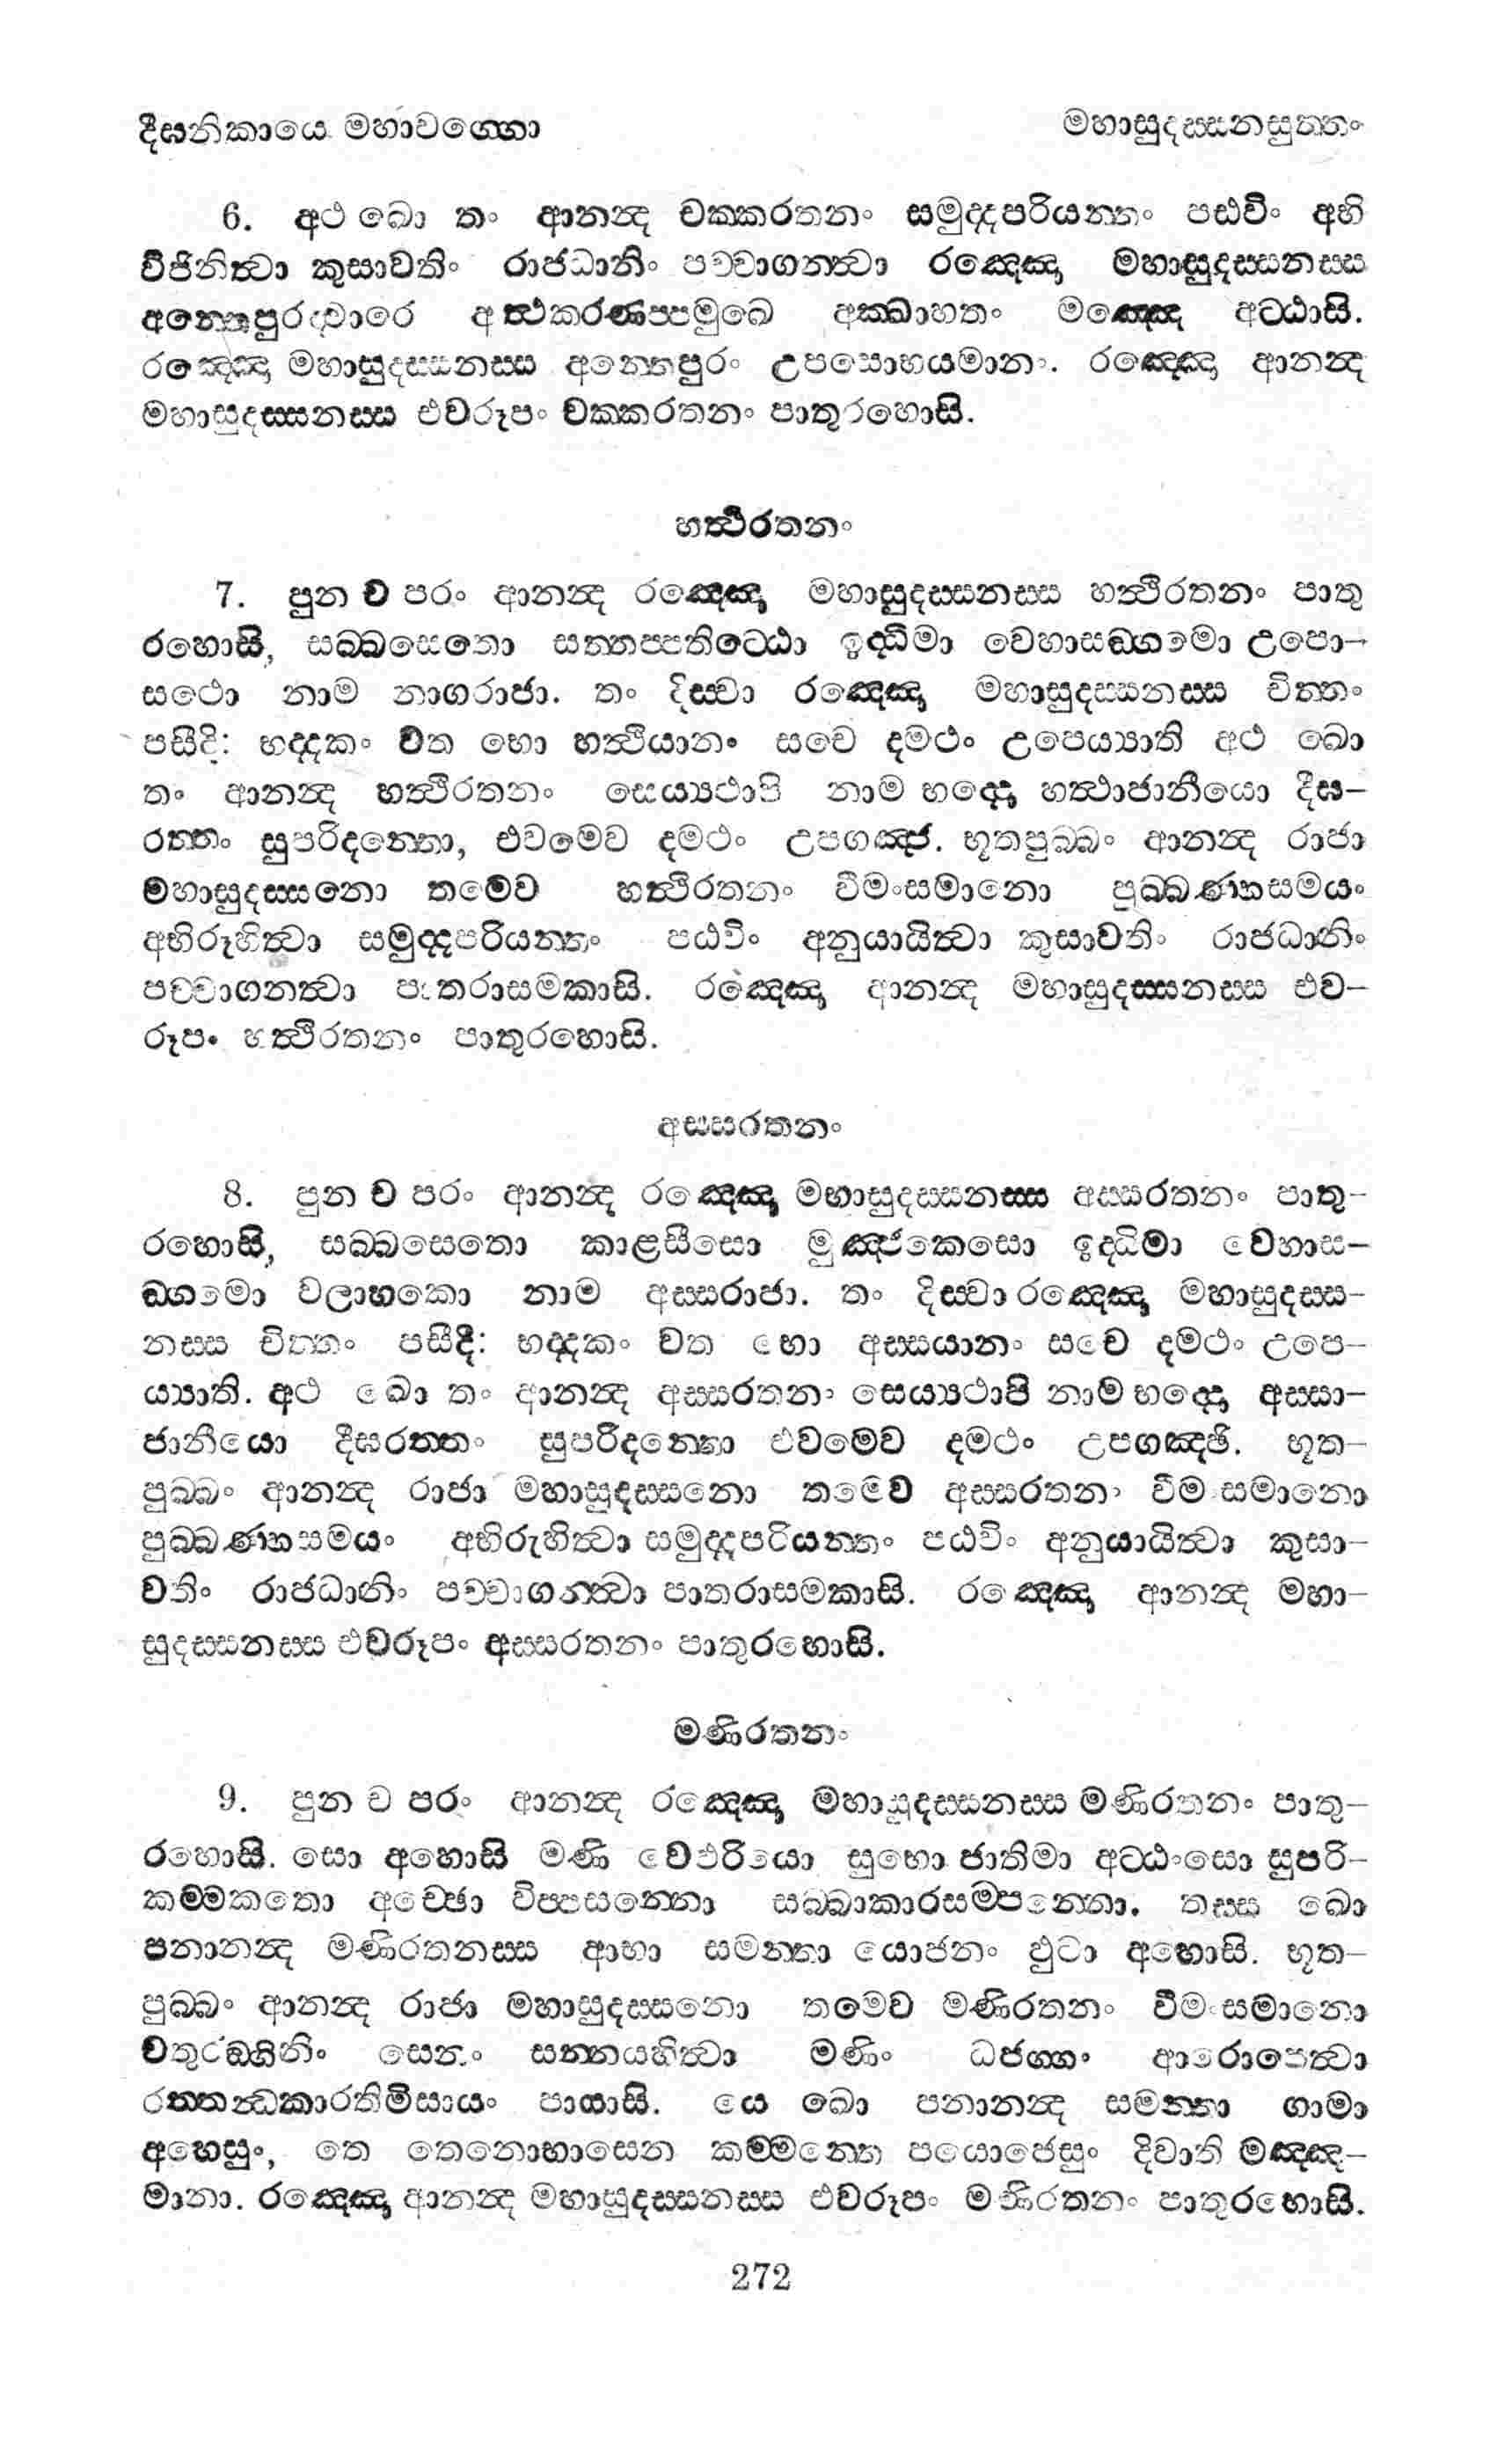 දීඝනිකායෙ මහාවග්ගො
මහාසුදස්සනසුත්තං
6. අථ ඛො තං ආනන්ද චක්කරතනං සමුද්දපරියන්තං පඨවිං අභි
විජිනිත්වා කුසාවතිං රාජධානිං පච්චාගන්ත්වා රඤ්ඤො මහාසුදස්සනස්ස
අන්තෙපුරද්වාරෙ අත්ථකරණප්පමුඛෙ අක්ඛාහතං මඤ්ඤෙ අට්ඨාසි.
රඤ්ඤො මහාසුදස්සනස්ස අන්තෙපුරං උපසොභයමානං. රඤ්ඤො ආනන්ද
මහාසුදස්සනස්ස එවරූපං චක්කරතනං පාතුරහොසි.
හත්ථිරතනං
7. පුන ච පරං ආනන්ද රඤ්ඤො මහාසුදස්සනස්ස හත්ථිරතනං පාතු
රහොසි, සබ්බසෙතො සත්තප්පතිට්ඨො ඉද්ධිමා වෙහාසඞ්ගමො උපො-
සථො නාම නාගරාජා. තං දිස්වා රඤ්ඤො මහාසුදස්සනස්ස චිත්තං
පසීදි: භද්දකං වත භො හත්ථියානං සචෙ දමථං උපෙය්‍යාති අථ ඛො
තං ආනන්ද හත්ථිරතනං සෙය්‍යථාපි නාම භද්දො හත්ථාජානීයො දීඝ-
රත්තං සුපරිදන්තො, එවමෙව දමථං උපගඤ්ඡි. භූතපුබ්බං ආනන්ද රාජා
මහාසුදස්සනො තමෙව හත්ථිරතනං වීමංසමානො පුබ්බණ්හසමයං
අභිරූහිත්වා සමුද්දපරියන්තං පඨවිං අනුයායිත්වා කුසාවතිං රාජධානිං
පච්චාගන්ත්වා පාතරාසමකාසි. රඤ්ඤො ආනන්ද මහාසුදස්සනස්ස එව-
රූපං හත්ථිරතනං පාතුරහොසි.
අස්සරතනං
8. පුන ච පරං ආනන්ද රඤ්ඤො මහාසුදස්සනස්ස අස්සරතනං පාතු-
රහොසි, සබ්බසෙතො කාළසීසො මුඤ්ජකෙසො ඉද්ධිමා වෙහාස-
ඞ්ගමො වලාහකො නාම අස්සරාජා. තං දිස්වා රඤ්ඤො මහාසුදස්ස-
නස්ස චිත්තං පසීදි: භද්දකං වත භො අස්සයානං සචෙ දමථං උපෙ-
ය්‍යාති. අථ ඛො තං ආනන්ද අස්සරතනං සෙය්‍යථාපි නාම භද්දො අස්සා-
ජානීයො දීඝරත්තං සුපරිදන්තො එවමෙව දමථං උපගඤ්ඡි. භූත-
පුබ්බං ආනන්ද රාජා මහාසුදස්සනො තමෙව අස්සරතනං වීමංසමානො
පුබ්බණ්හසමයං අභිරුහිත්වා සමුද්දපරියන්තං පඨවිං අනුයායිත්වා කුසා-
වතිං රාජධානිං පච්චාගන්ත්වා පාතරාසමකාසි. රඤ්ඤො ආනන්ද මහා-
සුදස්සනස්ස එවරූපං අස්සරතනං පාතුරහොසි.
මණිරතනං
9. පුන ච පරං ආනන්ද රඤ්ඤො මහාසුදස්සනස්ස මණිරතනං පාතු-
රහොසි. සො අහොසි මණි වෙළුරියො සුභො ජාතිමා අට්ඨංසො සුපරි-
කම්මකතො අච්ඡො විප්පසන්නො සබ්බාකාරසම්පන්නො. තස්ස ඛො
පනානන්ද මණිරතනස්ස ආභා සමන්තා යොජනං ඵුටා අහොසි. භූත-
පුබ්බං ආනන්ද රාජා මහාසුදස්සනො තමෙව මණිරතනං වීමංසමානො
චතුරඞ්ගිනිං සෙනං සන්නය්හිත්වා මණිං ධජග්ගං ආරොපෙත්වා
රත්තන්ධකාරතිමිසායං පායාසි. යෙ ඛො පනානන්ද සමන්තා ගාමා
අහෙසුං, තෙ තෙනොභාසෙන කම්මන්තෙ පයොජෙසුං දිවාති මඤ්ඤ-
මානා. රඤ්ඤො ආනන්ද මහාසුදස්සනස්ස එවරූපං මණිරතනං පාතුරහොසි.
272